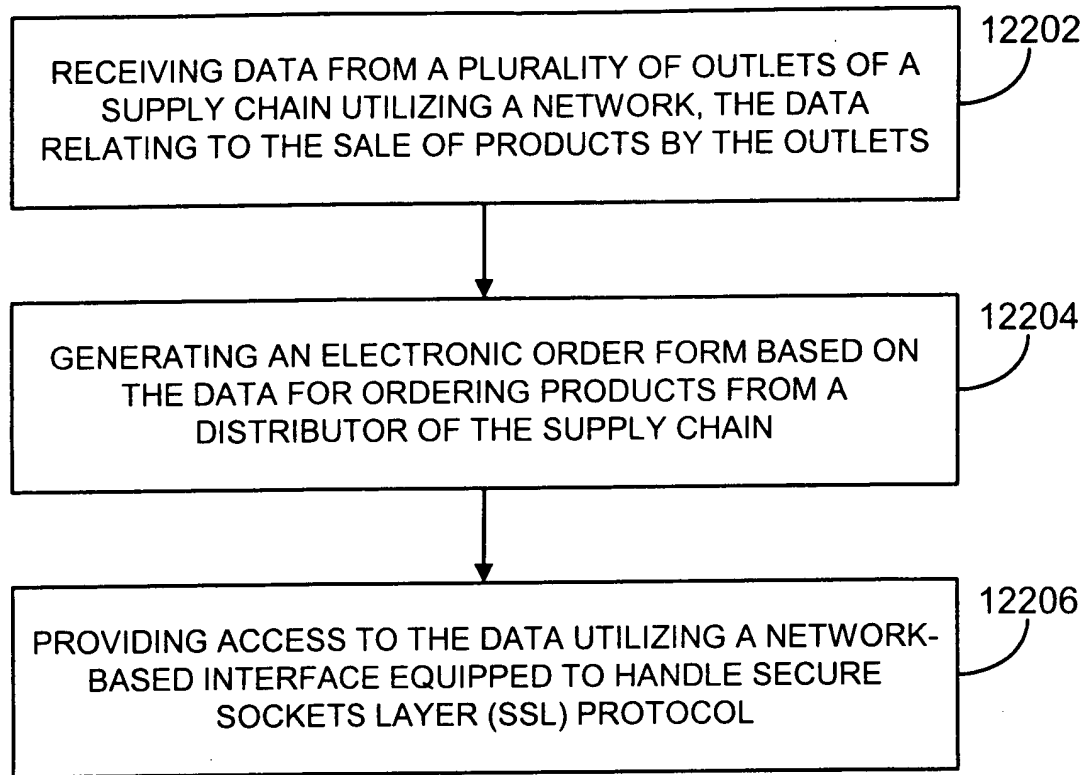 12202
RECEIVING DATA FROM A PLURALITY OF OUTLETS OF A
SUPPLY CHAIN UTILIZING A NETWORK, THE DATA
RELATING TO THE SALE OF PRODUCTS BY THE OUTLETS
12204
GENERATING AN ELECTRONIC ORDER FORM BASED ON
THE DATA FOR ORDERING PRODUCTS FROM A
DISTRIBUTOR OF THE SUPPLY CHAIN
12206
PROVIDING ACCESS TO THE DATA UTILIZING A NETWORK-
BASED INTERFACE EQUIPPED TO HANDLE SECURE
SOCKETS LAYER (SSL) PROTOCOL